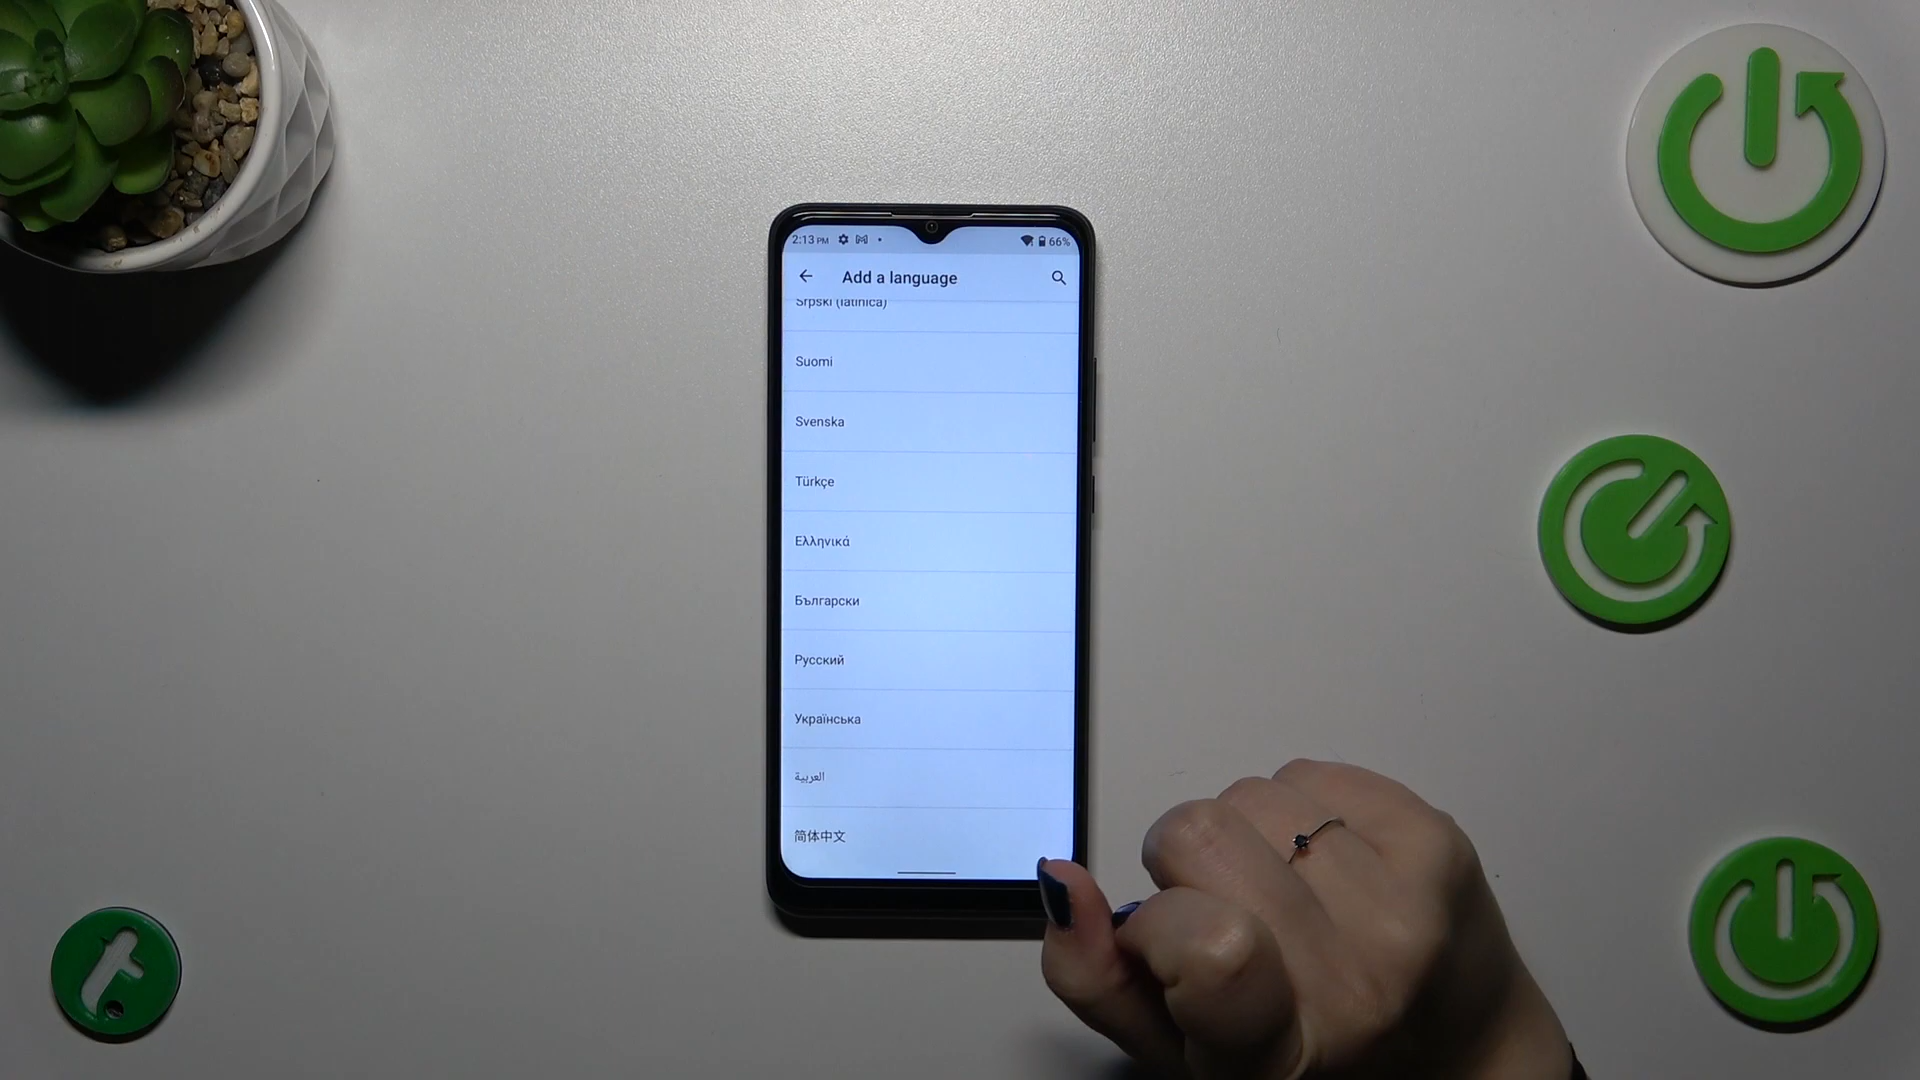 2:13 PM 66%
Add a language
Srpski (latinica)
Suomi
Svenska
Türkçe
Ελληνικά
Български
Русский
Українська
العربية
简体中文